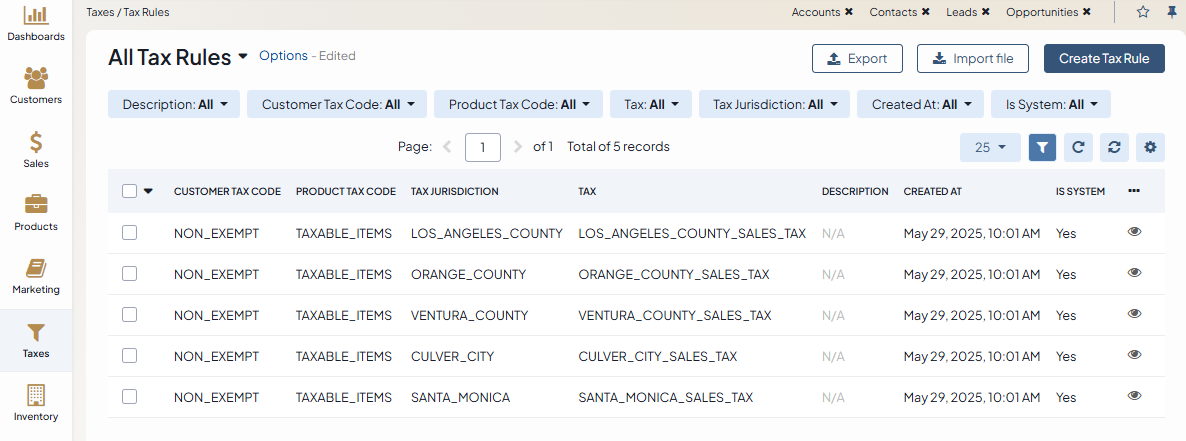 Taxes / Tax Rules
Accounts ✖ Contacts ✖ Leads ✖ Opportunities ✖
Dashboards
Customers
Sales
Products
Marketing
Taxes
Inventory
All Tax Rules Options - Edited
Export Import file Create Tax Rule
Description: All Customer Tax Code: All Product Tax Code: All Tax: All Tax Jurisdiction: All Created At: All Is System: All
Page: 1 of 1 Total of 5 records 25
CUSTOMER TAX CODE PRODUCT TAX CODE TAX JURISDICTION TAX DESCRIPTION CREATED AT IS SYSTEM
NON_EXEMPT TAXABLE_ITEMS LOS_ANGELES_COUNTY LOS_ANGELES_COUNTY_SALES_TAX N/A May 29, 2025, 10:01 AM Yes
NON_EXEMPT TAXABLE_ITEMS ORANGE_COUNTY ORANGE_COUNTY_SALES_TAX N/A May 29, 2025, 10:01 AM Yes
NON_EXEMPT TAXABLE_ITEMS VENTURA_COUNTY VENTURA_COUNTY_SALES_TAX N/A May 29, 2025, 10:01 AM Yes
NON_EXEMPT TAXABLE_ITEMS CULVER_CITY CULVER_CITY_SALES_TAX N/A May 29, 2025, 10:01 AM Yes
NON_EXEMPT TAXABLE_ITEMS SANTA_MONICA SANTA_MONICA_SALES_TAX N/A May 29, 2025, 10:01 AM Yes